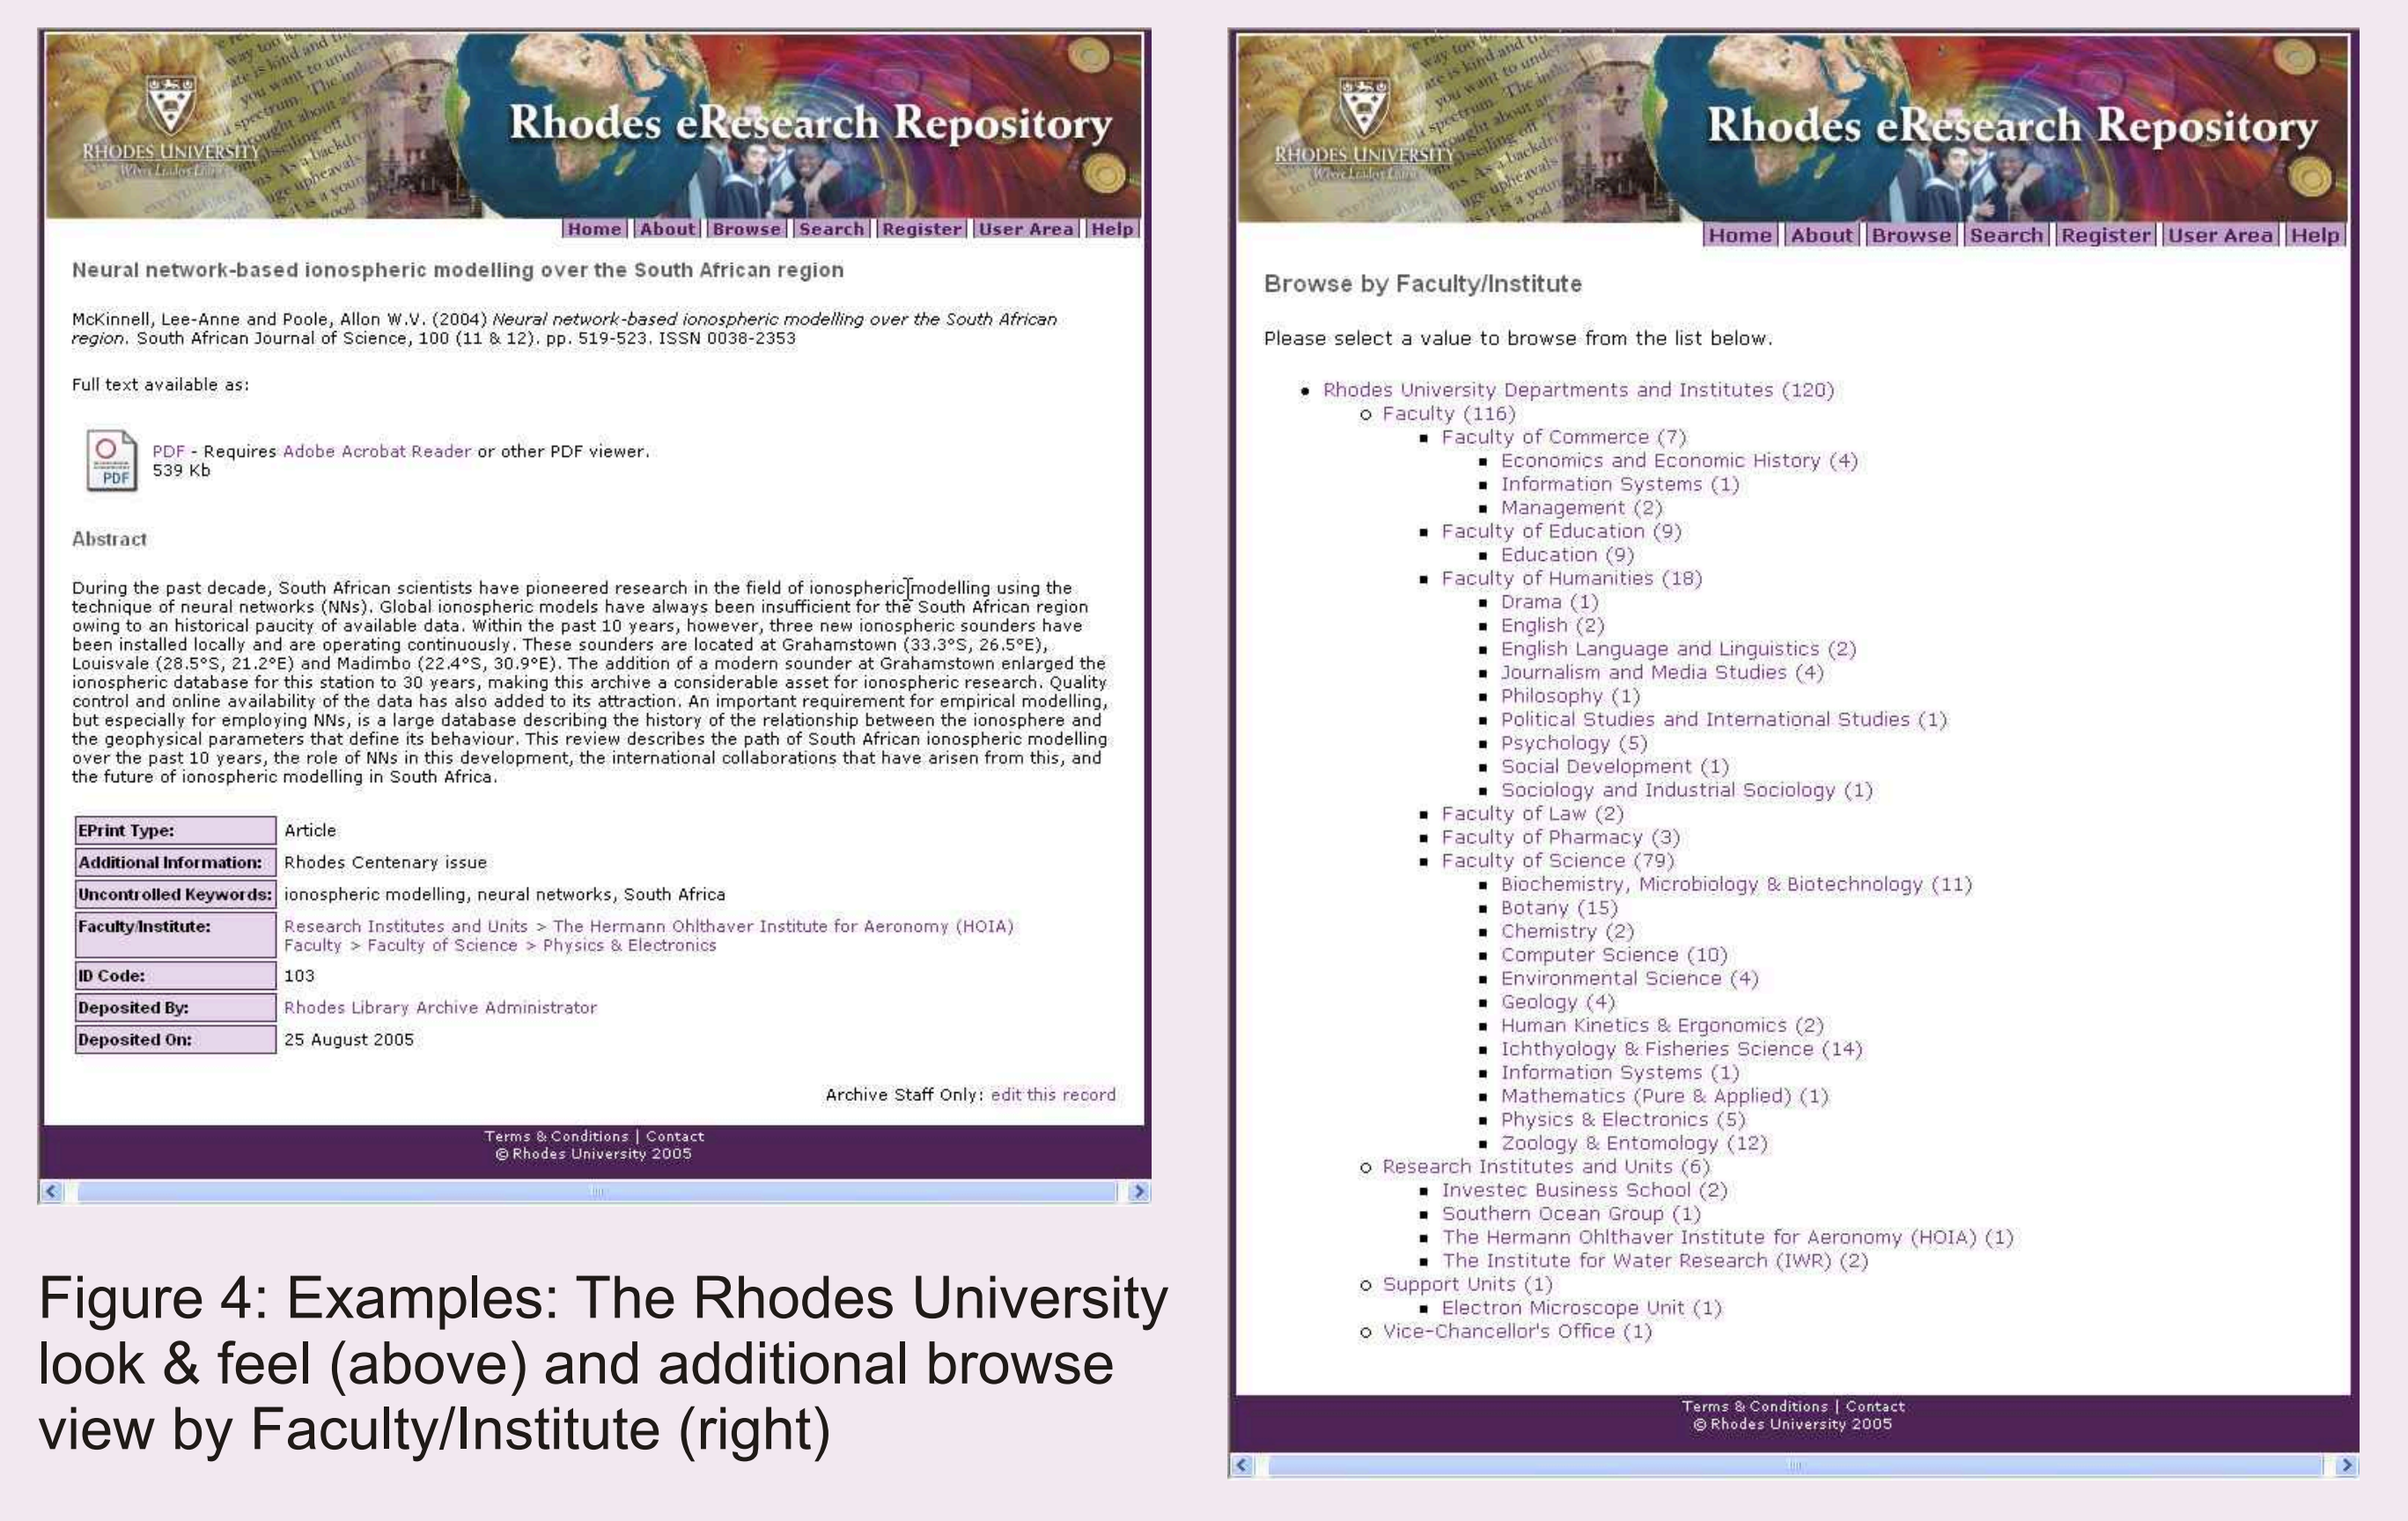 RHODES UNIVERSITY
Where Leaders Learn
Rhodes eResearch Repository
Home About Browse Search Register User Area Help
Neural network-based ionospheric modelling over the South African region
McKinnell, Lee-Anne and Poole, Allon W.V. (2004) Neural network-based ionospheric modelling over the South African
region. South African Journal of Science, 100 (11 & 12). pp. 519-523. ISSN 0038-2353
Full text available as:
PDF
PDF - Requires Adobe Acrobat Reader or other PDF viewer.
539 Kb
Abstract
During the past decade, South African scientists have pioneered research in the field of ionospheric modelling using the
technique of neural networks (NNs). Global ionospheric models have always been insufficient for the South African region
owing to an historical paucity of available data. Within the past 10 years, however, three new ionospheric sounders have
been installed locally and are operating continuously. These sounders are located at Grahamstown (33.3°S, 26.5°E),
Louisvale (28.5°S, 21.2°E) and Madimbo (22.4°S, 30.9°E). The addition of a modern sounder at Grahamstown enlarged the
ionospheric database for this station to 30 years, making this archive a considerable asset for ionospheric research. Quality
control and online availability of the data has also added to its attraction. An important requirement for empirical modelling,
but especially for employing NNs, is a large database describing the history of the relationship between the ionosphere and
the geophysical parameters that define its behaviour. This review describes the path of South African ionospheric modelling
over the past 10 years, the role of NNs in this development, the international collaborations that have arisen from this, and
the future of ionospheric modelling in South Africa.
EPrint Type: Article
Additional Information: Rhodes Centenary issue
Uncontrolled Keywords: ionospheric modelling, neural networks, South Africa
Faculty/Institute: Research Institutes and Units > The Hermann Ohlthaver Institute for Aeronomy (HOIA)
Faculty > Faculty of Science > Physics & Electronics
ID Code: 103
Deposited By: Rhodes Library Archive Administrator
Deposited On: 25 August 2005
Archive Staff Only: edit this record
Terms & Conditions | Contact
© Rhodes University 2005
Figure 4: Examples: The Rhodes University
look & feel (above) and additional browse
view by Faculty/Institute (right)
RHODES UNIVERSITY
Where Leaders Learn
Rhodes eResearch Repository
Home About Browse Search Register User Area Help
Browse by Faculty/Institute
Please select a value to browse from the list below.
Rhodes University Departments and Institutes (120)
Faculty (116)
Faculty of Commerce (7)
Economics and Economic History (4)
Information Systems (1)
Management (2)
Faculty of Education (9)
Education (9)
Faculty of Humanities (18)
Drama (1)
English (2)
English Language and Linguistics (2)
Journalism and Media Studies (4)
Philosophy (1)
Political Studies and International Studies (1)
Psychology (5)
Social Development (1)
Sociology and Industrial Sociology (1)
Faculty of Law (2)
Faculty of Pharmacy (3)
Faculty of Science (79)
Biochemistry, Microbiology & Biotechnology (11)
Botany (15)
Chemistry (2)
Computer Science (10)
Environmental Science (4)
Geology (4)
Human Kinetics & Ergonomics (2)
Ichthyology & Fisheries Science (14)
Information Systems (1)
Mathematics (Pure & Applied) (1)
Physics & Electronics (5)
Zoology & Entomology (12)
Research Institutes and Units (6)
Investec Business School (2)
Southern Ocean Group (1)
The Hermann Ohlthaver Institute for Aeronomy (HOIA) (1)
The Institute for Water Research (IWR) (2)
Support Units (1)
Electron Microscope Unit (1)
Vice-Chancellor's Office (1)
Terms & Conditions | Contact
© Rhodes University 2005